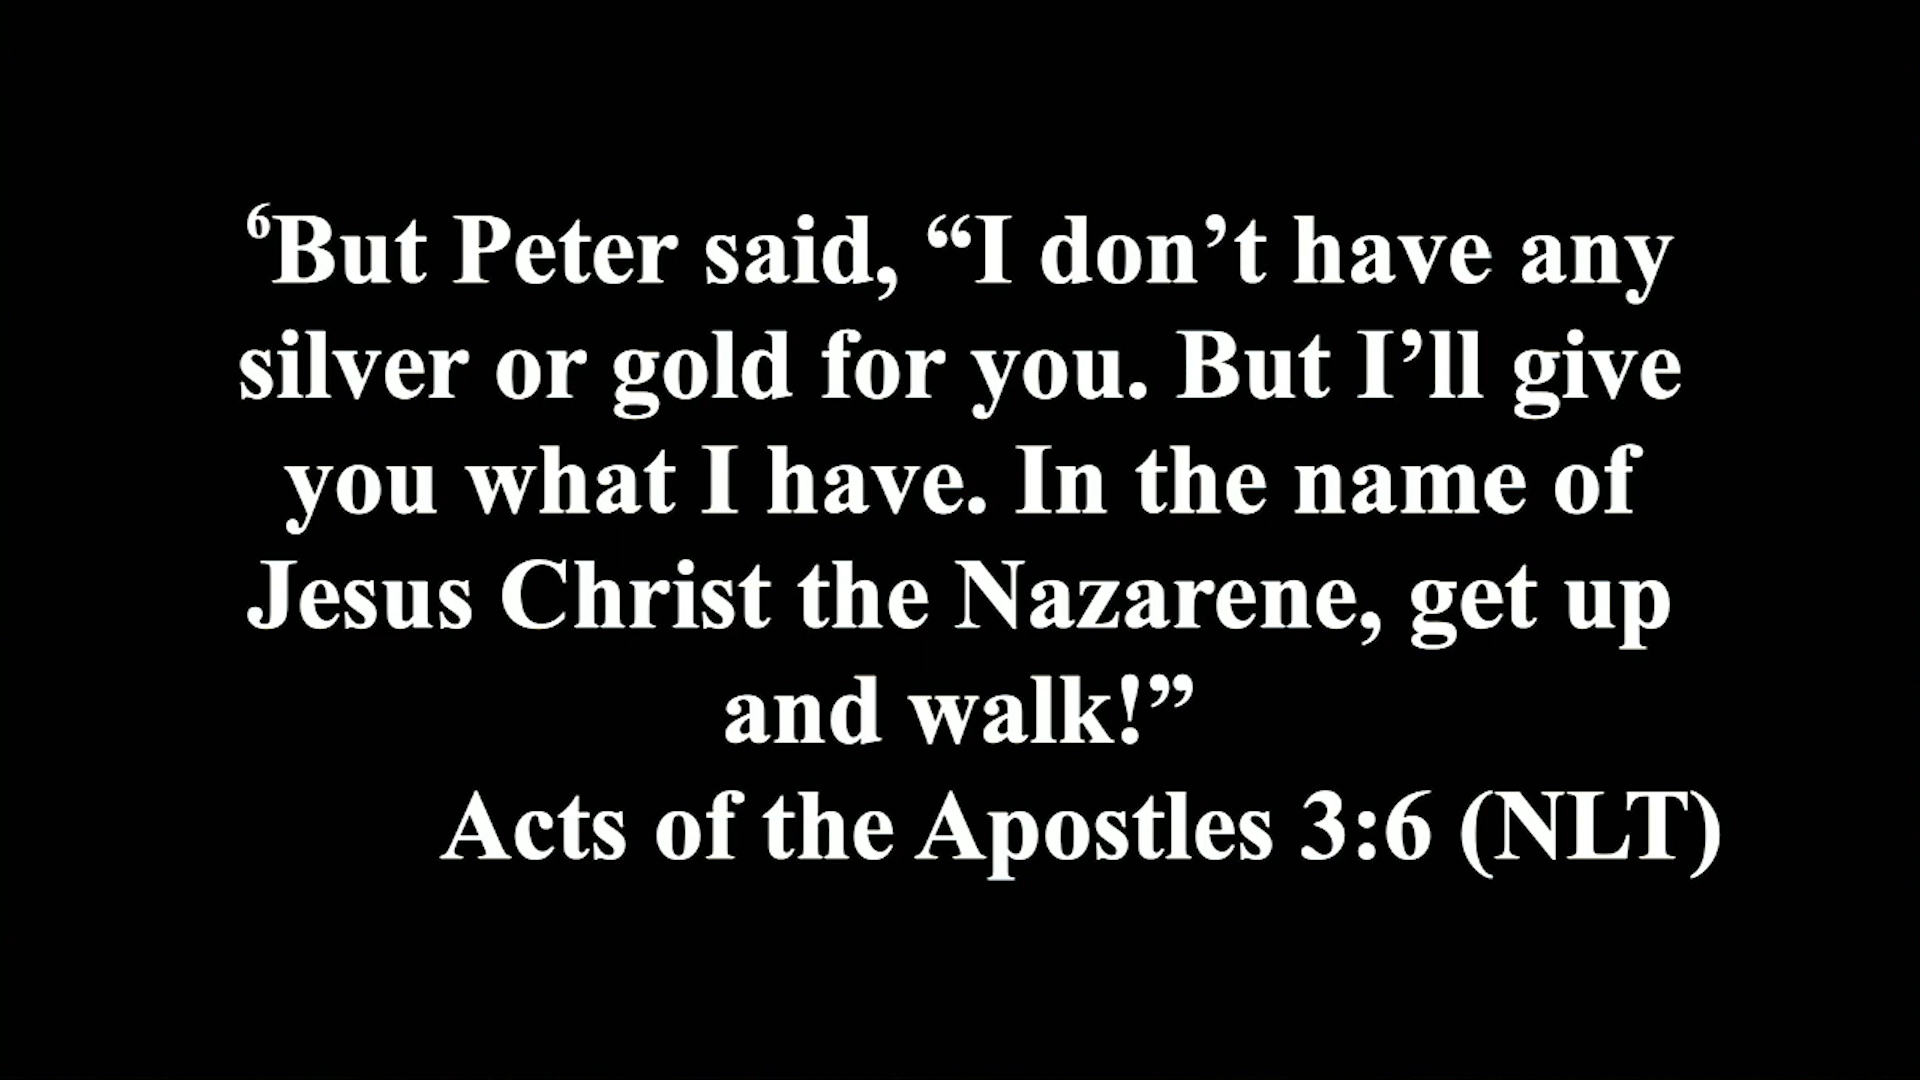 ⁶But Peter said, “I don’t have any
silver or gold for you. But I’ll give
you what I have. In the name of
Jesus Christ the Nazarene, get up
and walk!”
Acts of the Apostles 3:6 (NLT)